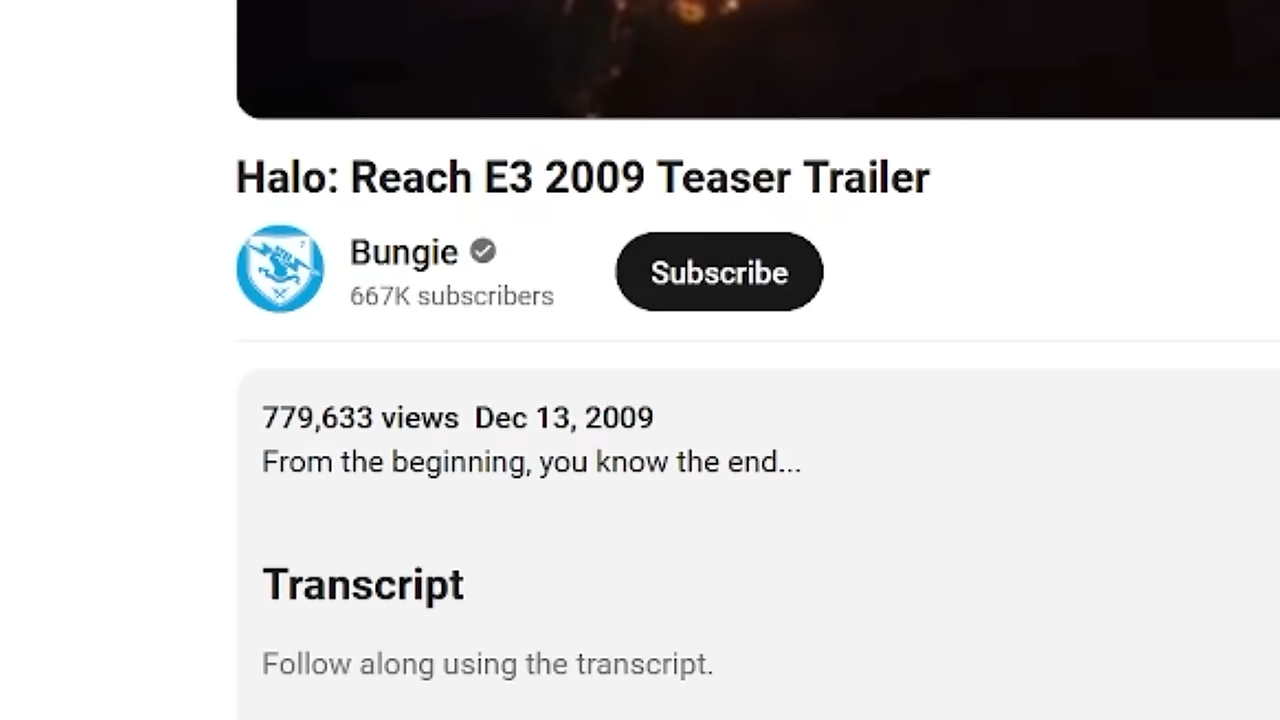 Halo: Reach E3 2009 Teaser Trailer
Bungie
667K subscribers
Subscribe
779,633 views Dec 13, 2009
From the beginning, you know the end...
Transcript
Follow along using the transcript.